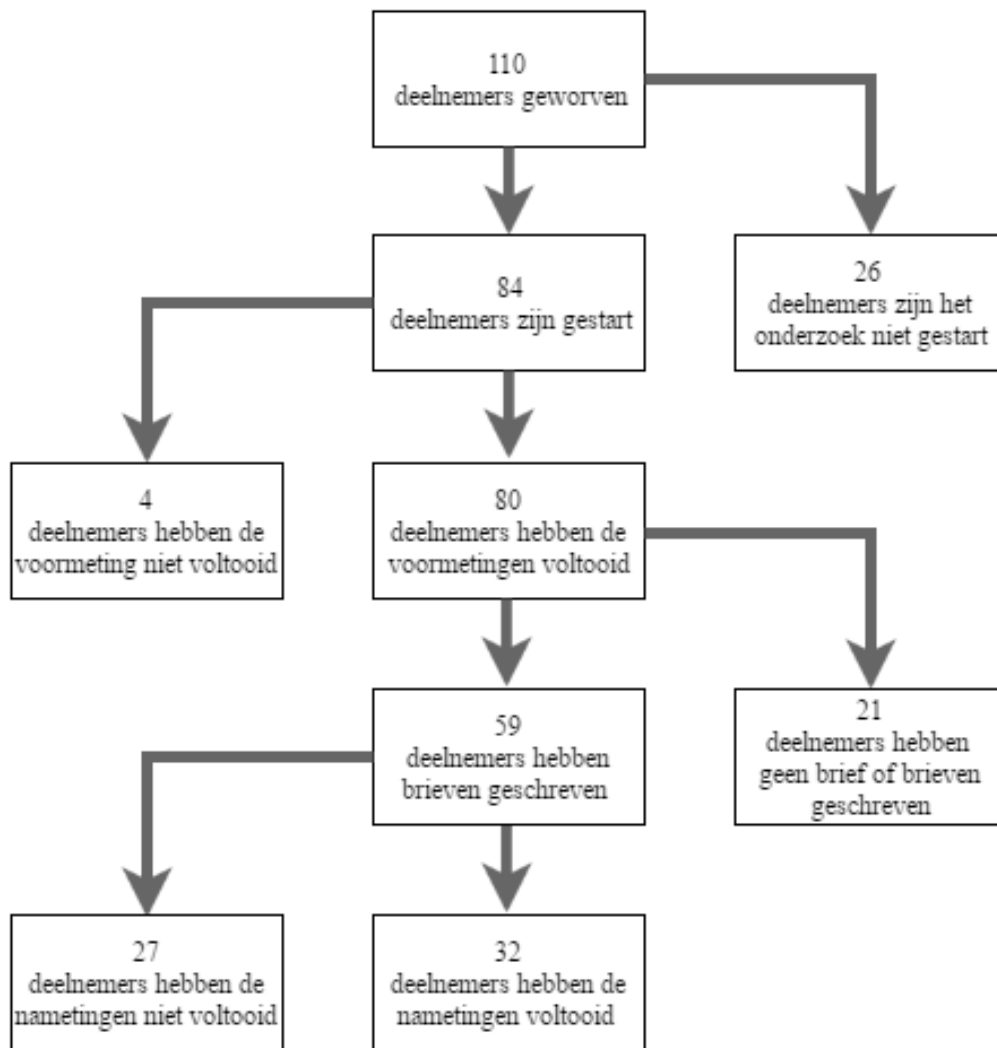 110
deelnemers geworven
84
deelnemers zijn gestart
26
deelnemers zijn het
onderzoek niet gestart
4
deelnemers hebben de
voormeting niet voltooid
80
deelnemers hebben de
voormetingen voltooid
59
deelnemers hebben
brieven geschreven
21
deelnemers hebben
geen brief of brieven
geschreven
27
deelnemers hebben de
nametingen niet voltooid
32
deelnemers hebben de
nametingen voltooid